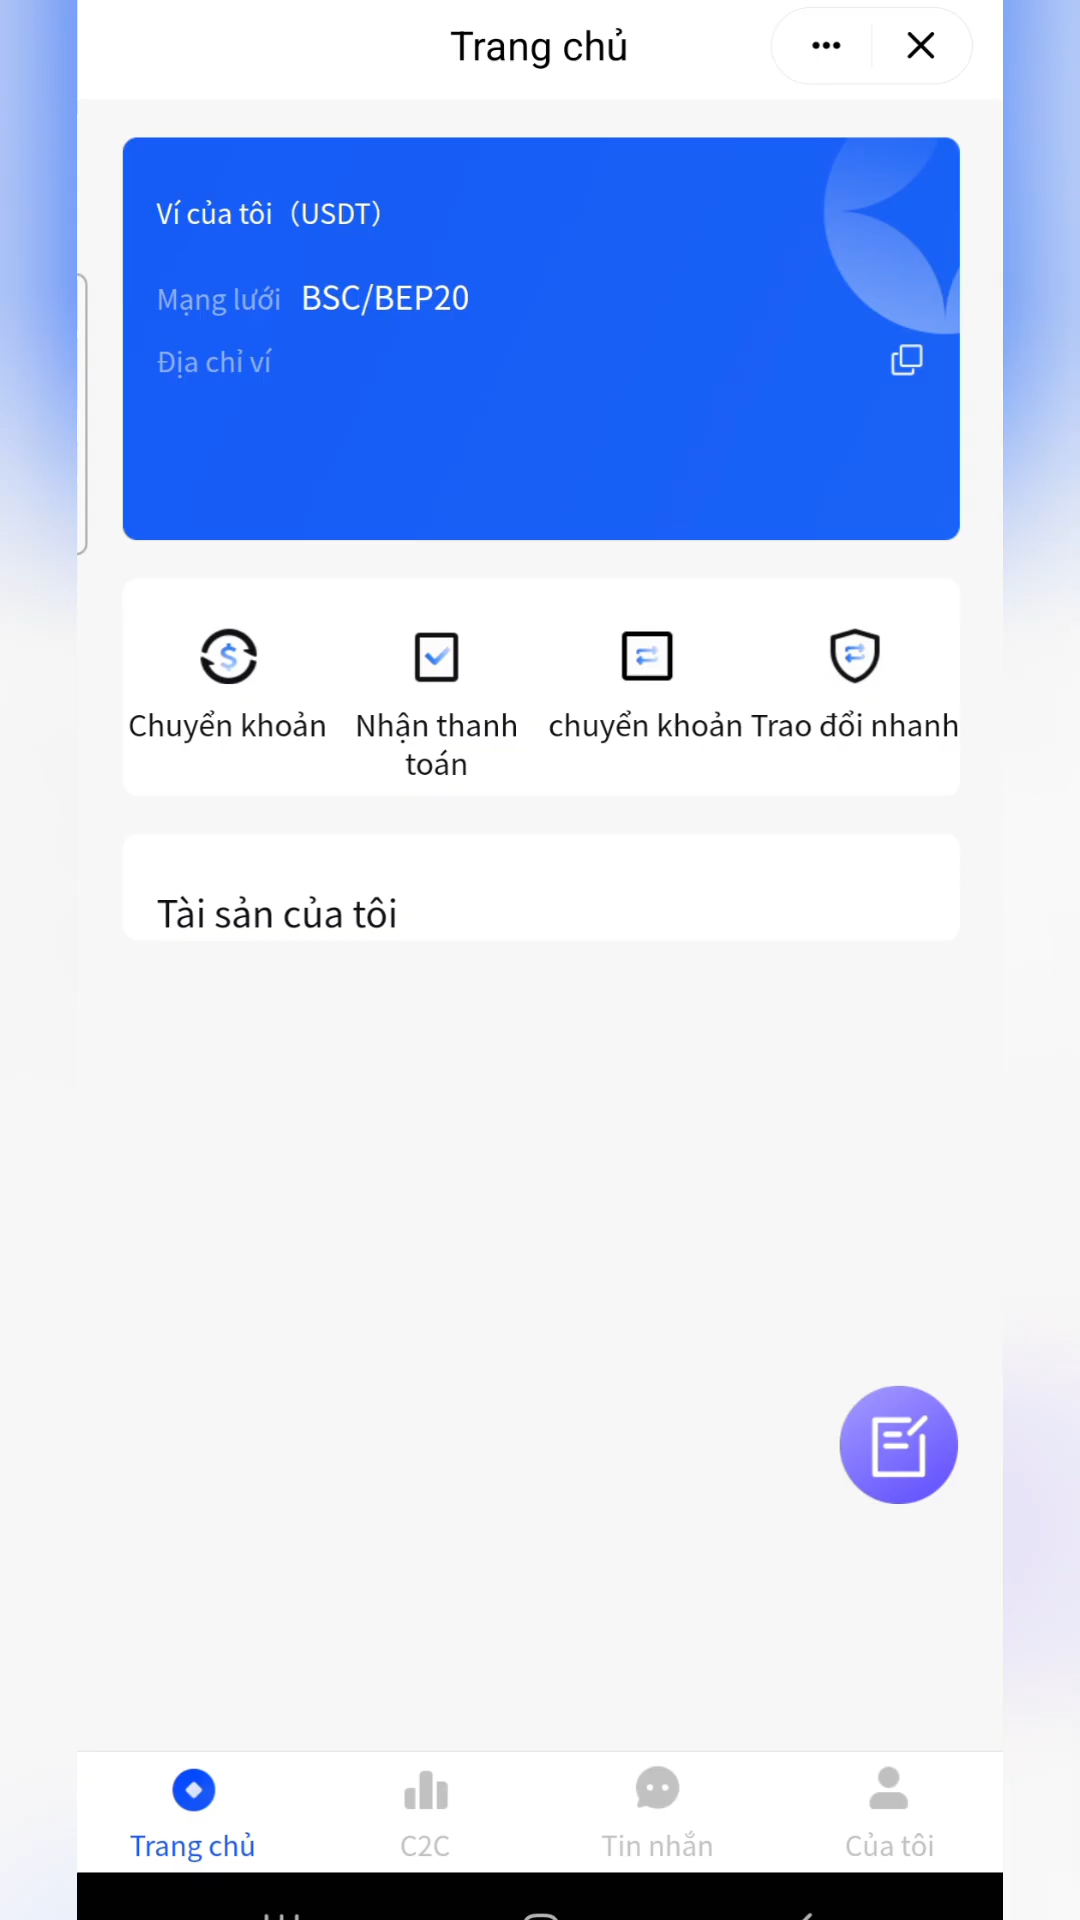 Trang chủ
Ví của tôi（USDT）
Mạng lưới BSC/BEP20
Địa chỉ ví
Chuyển khoản
Nhận thanh
toán
chuyển khoản
Trao đổi nhanh
Tài sản của tôi
Trang chủ
C2C
Tin nhắn
Của tôi